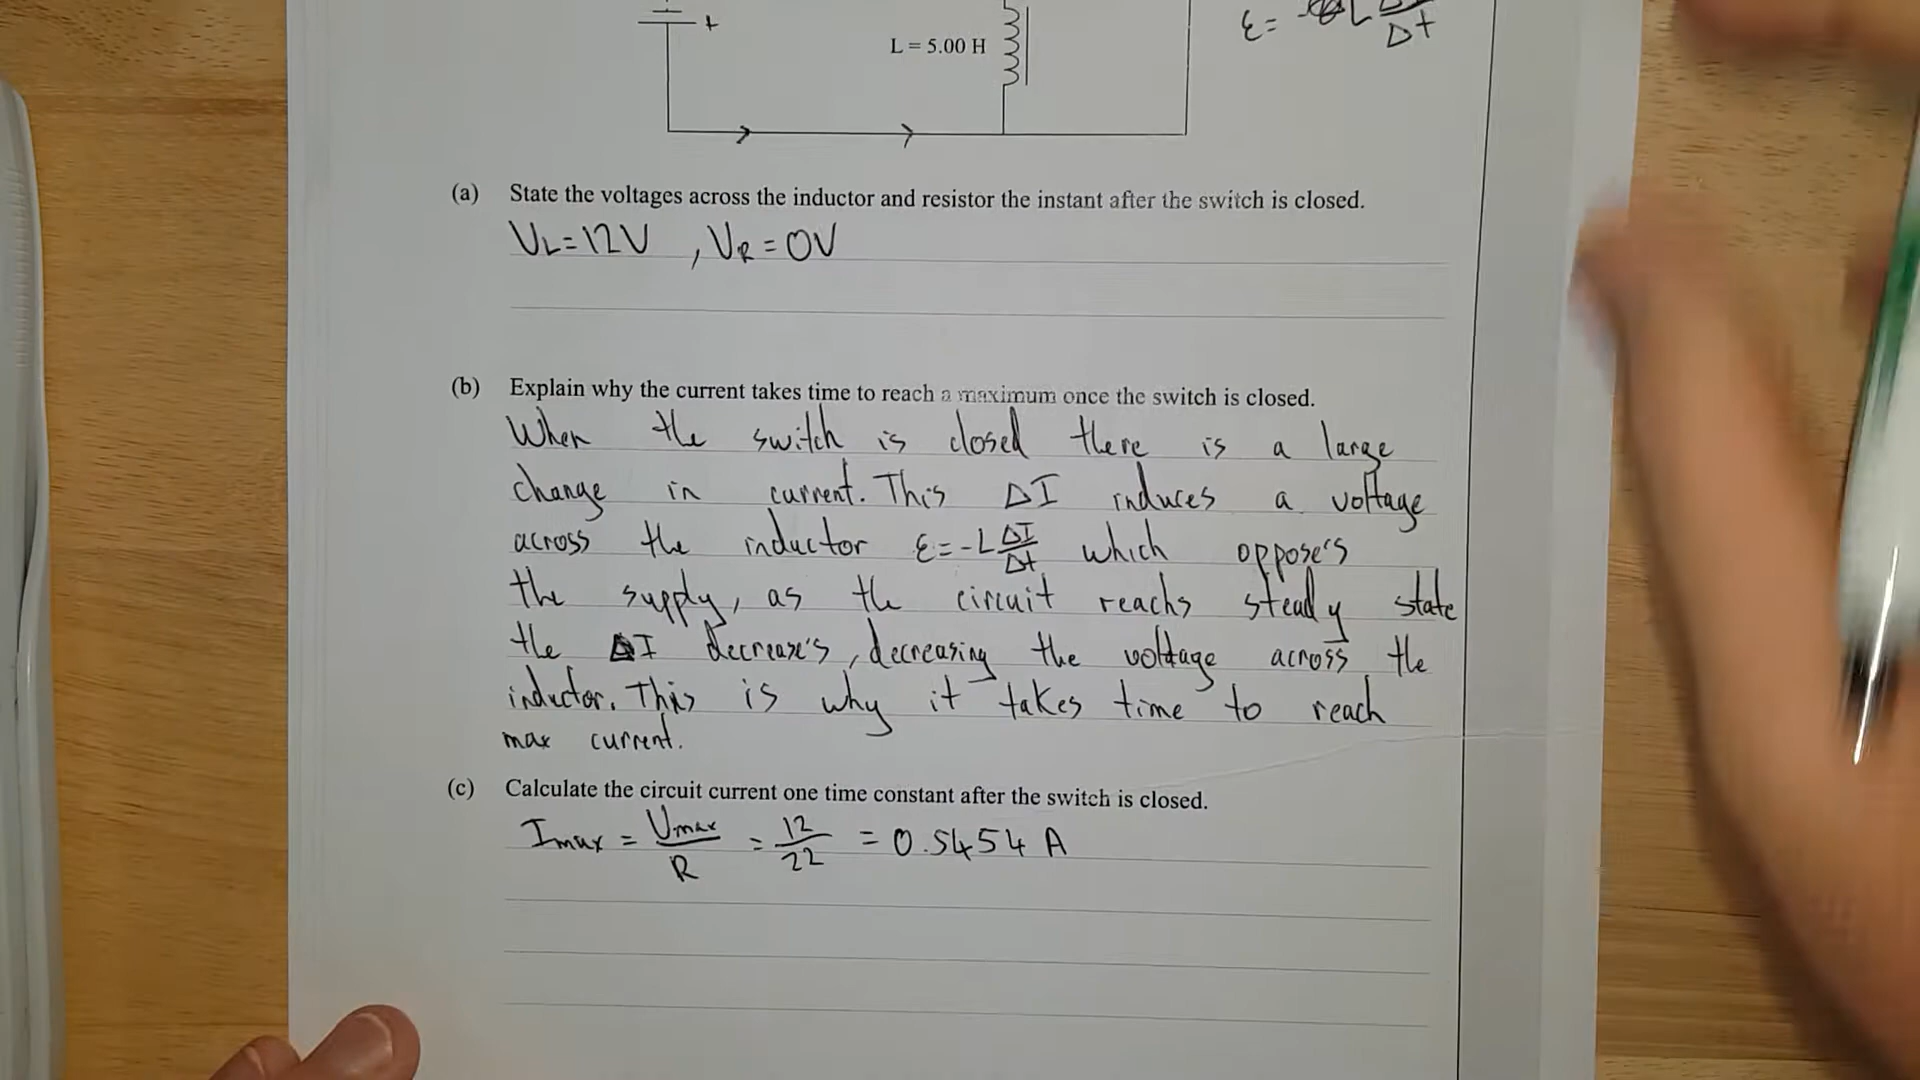 +
L = 5.00 H
ε = - L
Δt
(a) State the voltages across the inductor and resistor the instant after the switch is closed.
VL=12V , VR = 0V
(b) Explain why the current takes time to reach a maximum once the switch is closed.
When the switch is closed there is a large
change in current. This ΔI induces a voltage
across the inductor ε = -L ΔI/Δt which oppose's
the supply, as the circuit reachs steady state
the ΔI decrease's, decreasing the voltage across the
inductor. This is why it takes time to reach
max current.
(c) Calculate the circuit current one time constant after the switch is closed.
Imax = Vmax/R = 12/22 = 0.5454 A